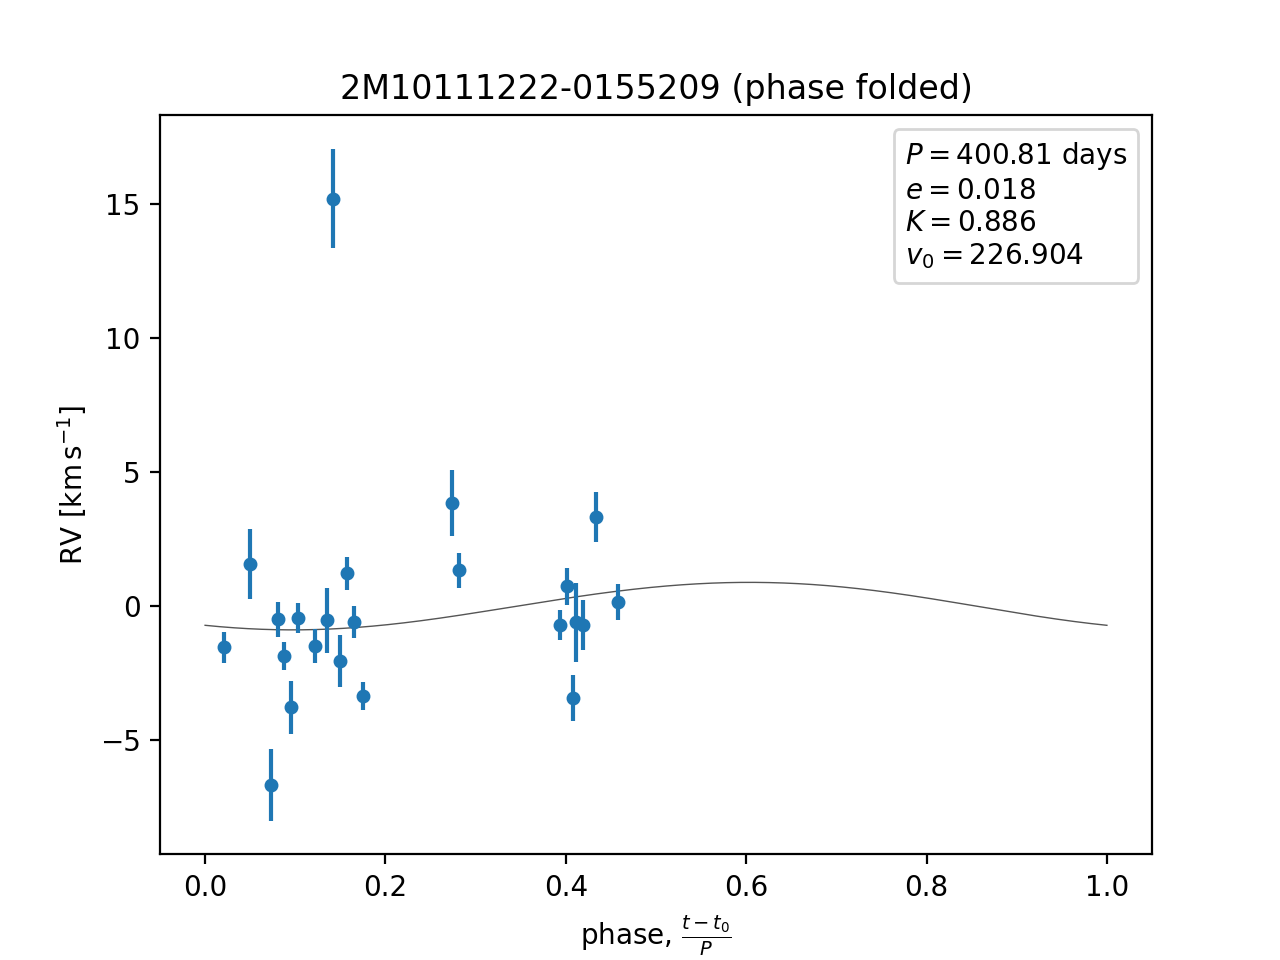 2M10111222-0155209 (phase folded)
P = 400.81 days
e = 0.018
K = 0.886
v₀ = 226.904
15
10
5
0
−5
RV [km s⁻¹]
0.0 0.2 0.4 0.6 0.8 1.0
phase, (t − t₀)/P